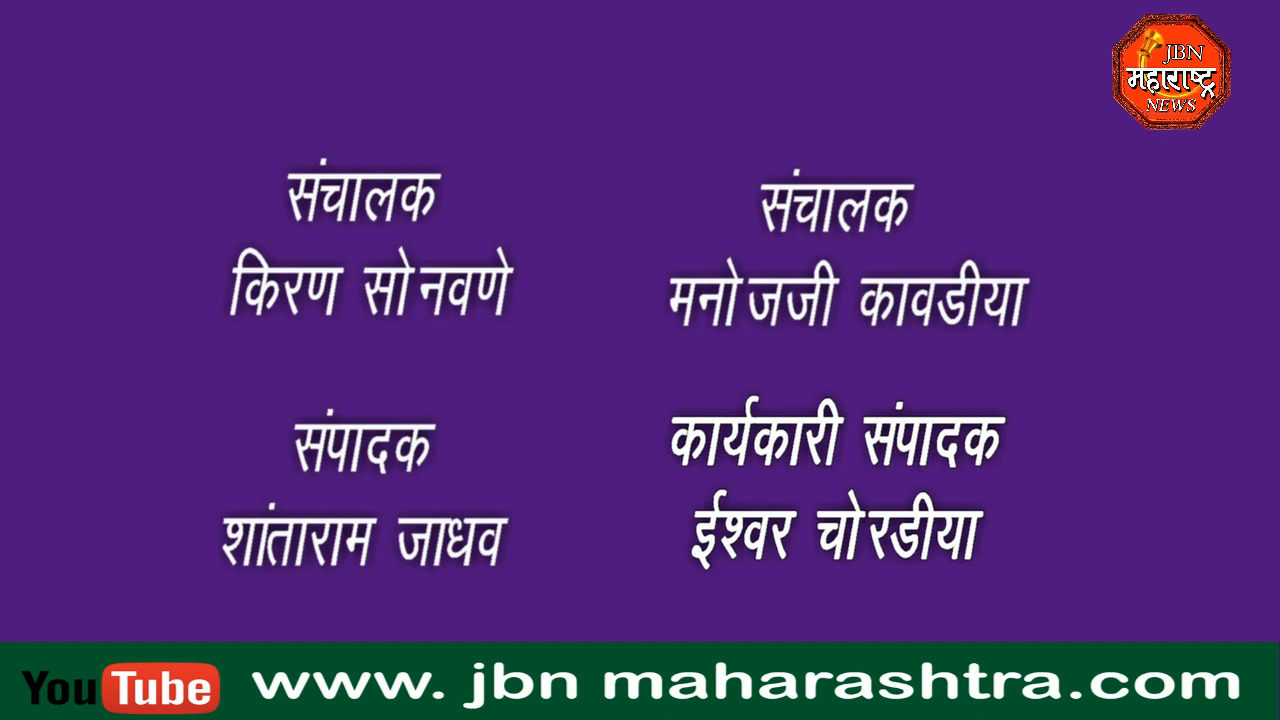 JBN
महाराष्ट्र
NEWS
संचालक
किरण सोनवणे
संचालक
मनोजजी कावडीया
संपादक
शांताराम जाधव
कार्यकारी संपादक
ईश्वर चोरडीया
YouTube www. jbn maharashtra.com